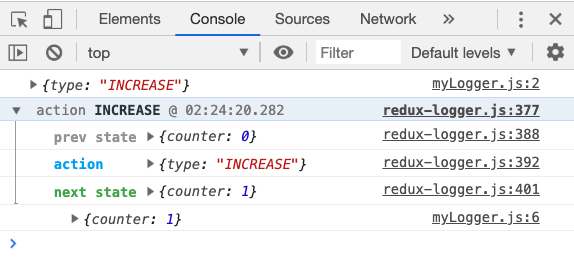 Elements Console Sources Network »
top Filter Default levels
{type: "INCREASE"} myLogger.js:2
action INCREASE @ 02:24:20.282 redux-logger.js:377
prev state {counter: 0} redux-logger.js:388
action {type: "INCREASE"} redux-logger.js:392
next state {counter: 1} redux-logger.js:401
{counter: 1} myLogger.js:6